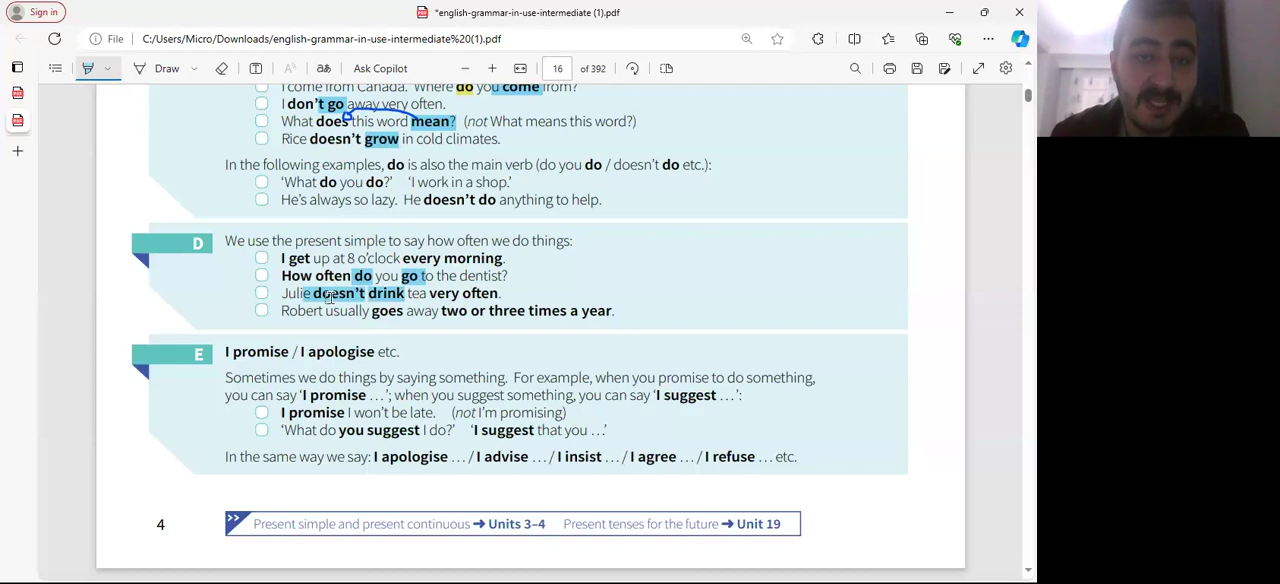 Sign in
*english-grammar-in-use-intermediate (1).pdf
File C:/Users/Micro/Downloads/english-grammar-in-use-intermediate%20(1).pdf
Draw
Ask Copilot
16 of 392
I come from Canada. Where do you come from?
I don't go away very often.
What does this word mean? (not What means this word?)
Rice doesn't grow in cold climates.
In the following examples, do is also the main verb (do you do / doesn't do etc.):
'What do you do?' 'I work in a shop.'
He's always so lazy. He doesn't do anything to help.
D We use the present simple to say how often we do things:
I get up at 8 o'clock every morning.
How often do you go to the dentist?
Julie doesn't drink tea very often.
Robert usually goes away two or three times a year.
E I promise / I apologise etc.
Sometimes we do things by saying something. For example, when you promise to do something,
you can say 'I promise …'; when you suggest something, you can say 'I suggest …':
I promise I won't be late. (not I'm promising)
'What do you suggest I do?' 'I suggest that you …'
In the same way we say: I apologise … / I advise … / I insist … / I agree … / I refuse … etc.
4 Present simple and present continuous ➜ Units 3–4 Present tenses for the future ➜ Unit 19